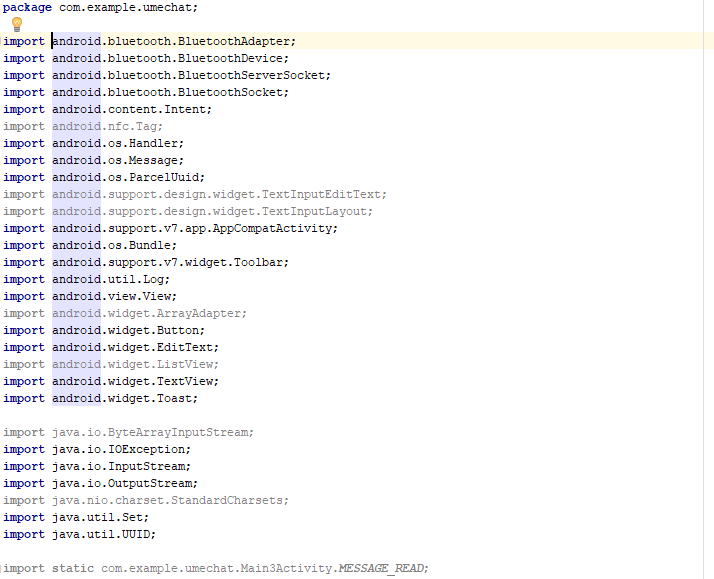 package com.example.umechat;
import android.bluetooth.BluetoothAdapter;
import android.bluetooth.BluetoothDevice;
import android.bluetooth.BluetoothServerSocket;
import android.bluetooth.BluetoothSocket;
import android.content.Intent;
import android.nfc.Tag;
import android.os.Handler;
import android.os.Message;
import android.os.ParcelUuid;
import android.support.design.widget.TextInputEditText;
import android.support.design.widget.TextInputLayout;
import android.support.v7.app.AppCompatActivity;
import android.os.Bundle;
import android.support.v7.widget.Toolbar;
import android.util.Log;
import android.view.View;
import android.widget.ArrayAdapter;
import android.widget.Button;
import android.widget.EditText;
import android.widget.ListView;
import android.widget.TextView;
import android.widget.Toast;
import java.io.ByteArrayInputStream;
import java.io.IOException;
import java.io.InputStream;
import java.io.OutputStream;
import java.nio.charset.StandardCharsets;
import java.util.Set;
import java.util.UUID;
import static com.example.umechat.Main3Activity.MESSAGE_READ;